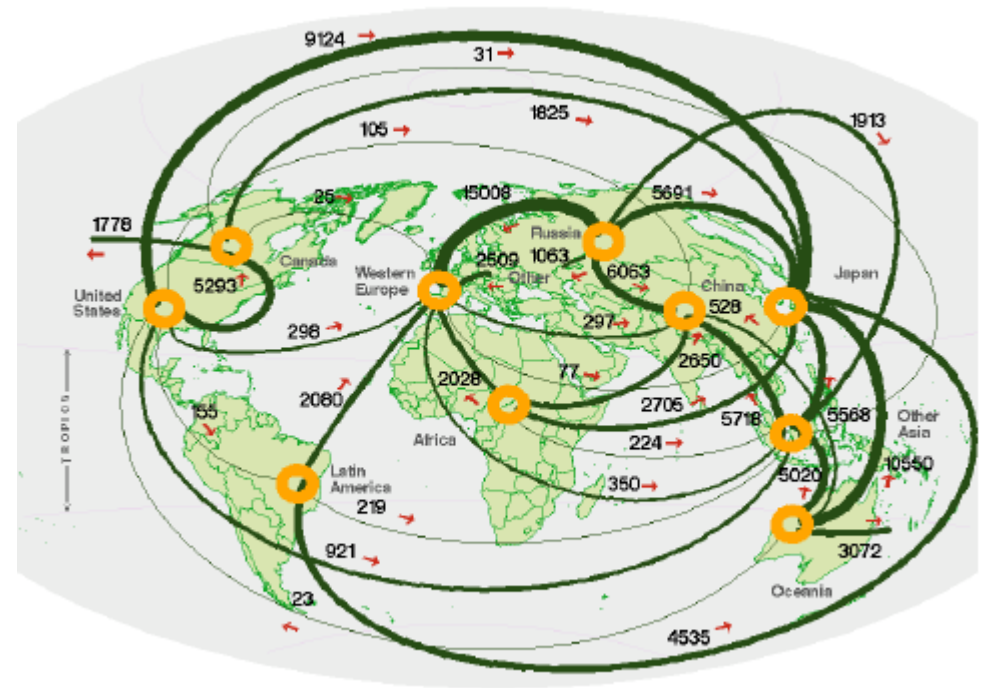 9124
31
1825
1913
105
25
15008
5691
1778
Russia
1063
2509
6063
Canada
Western
Europe
Other
China
Japan
5293
United
States
528
298
297
2650
TROPICS
2028
77
2080
2705
5718
5568
155
Africa
224
Other
Asia
Latin
America
350
5020
10550
219
921
3072
Oceania
23
4535